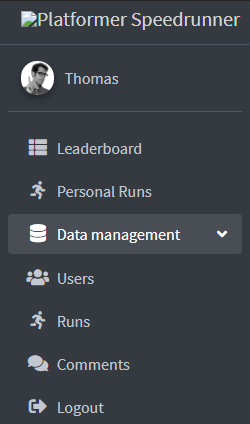 Platformer Speedrunner
Thomas
Leaderboard
Personal Runs
Data management
Users
Runs
Comments
Logout